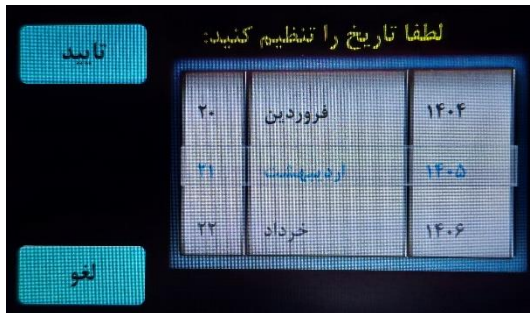 لطفا تاریخ را تنظیم کنید:
تایید
۱۴۰۴ فروردین ۲۰
۱۴۰۵ اردیبهشت ۲۱
۱۴۰۶ خرداد ۲۲
لغو